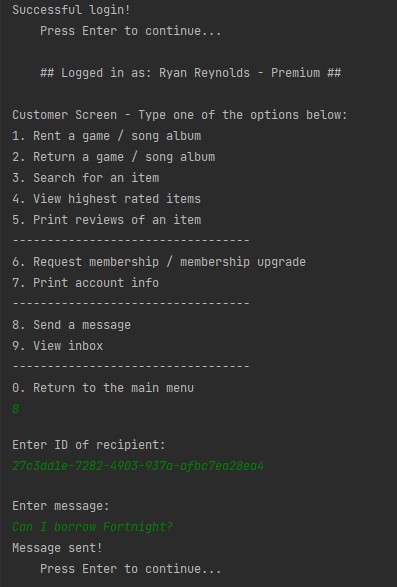 Successful login!
Press Enter to continue...
## Logged in as: Ryan Reynolds - Premium ##
Customer Screen - Type one of the options below:
1. Rent a game / song album
2. Return a game / song album
3. Search for an item
4. View highest rated items
5. Print reviews of an item
----------------------------------
6. Request membership / membership upgrade
7. Print account info
----------------------------------
8. Send a message
9. View inbox
----------------------------------
0. Return to the main menu
8
Enter ID of recipient:
27c3dd1e-7282-4903-937a-afbc7ea28ea4
Enter message:
Can I borrow Fortnight?
Message sent!
Press Enter to continue...